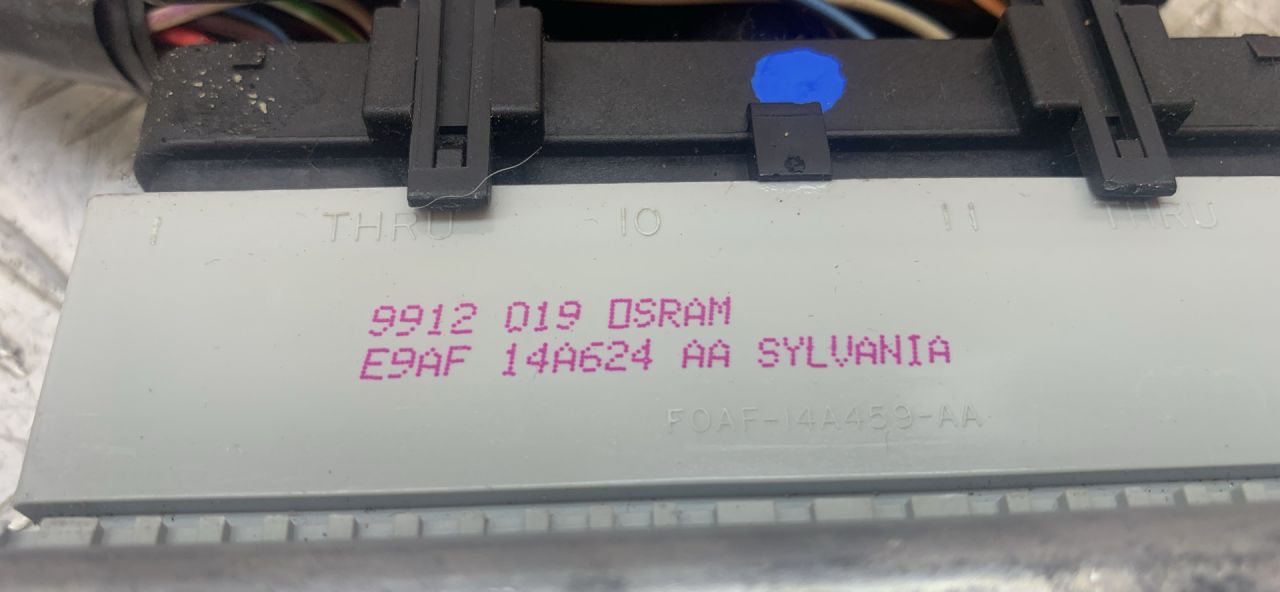 1 THRU 10 11 THRU
9912 019 OSRAM
E9AF 14A624 AA SYLVANIA
F0AF-14A459-AA